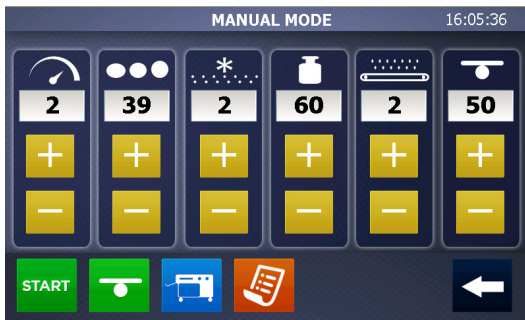 MANUAL MODE 16:05:36
2 39 2 60 2 50
+ + + + + +
− − − − − −
START